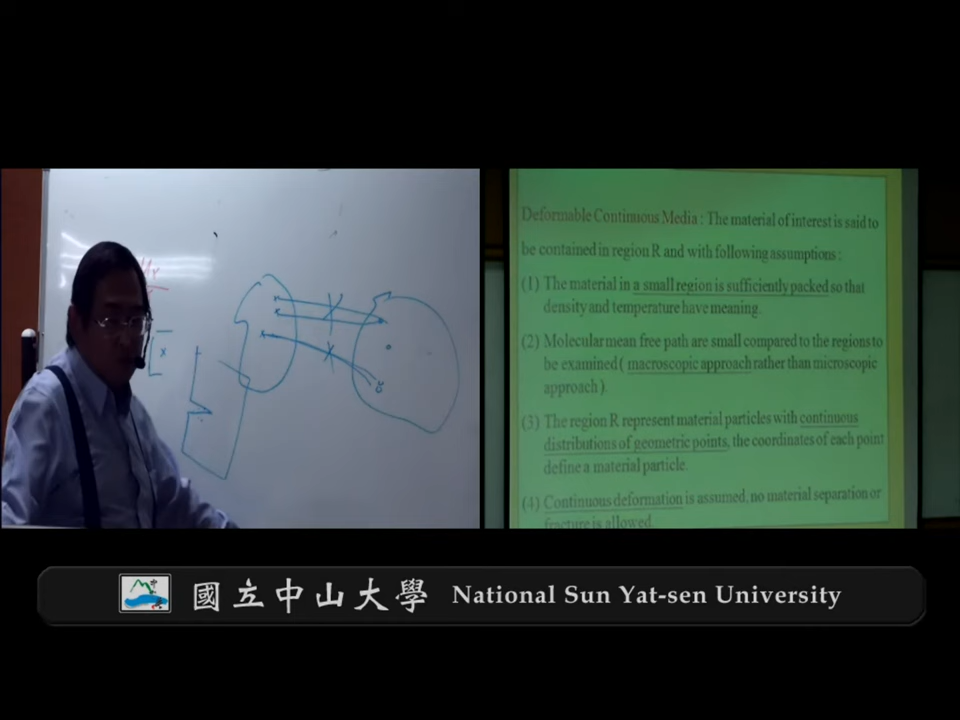 Deformable Continuous Media : The material of interest is said to
be contained in region R and with following assumptions :
(1) The material in a small region is sufficiently packed so that
density and temperature have meaning.
(2) Molecular mean free path are small compared to the regions to
be examined ( macroscopic approach rather than microscopic
approach ).
(3) The region R represent material particles with continuous
distributions of geometric points, the coordinates of each point
define a material particle.
(4) Continuous deformation is assumed, no material separation or
fracture is allowed.
x
國立中山大學 National Sun Yat-sen University